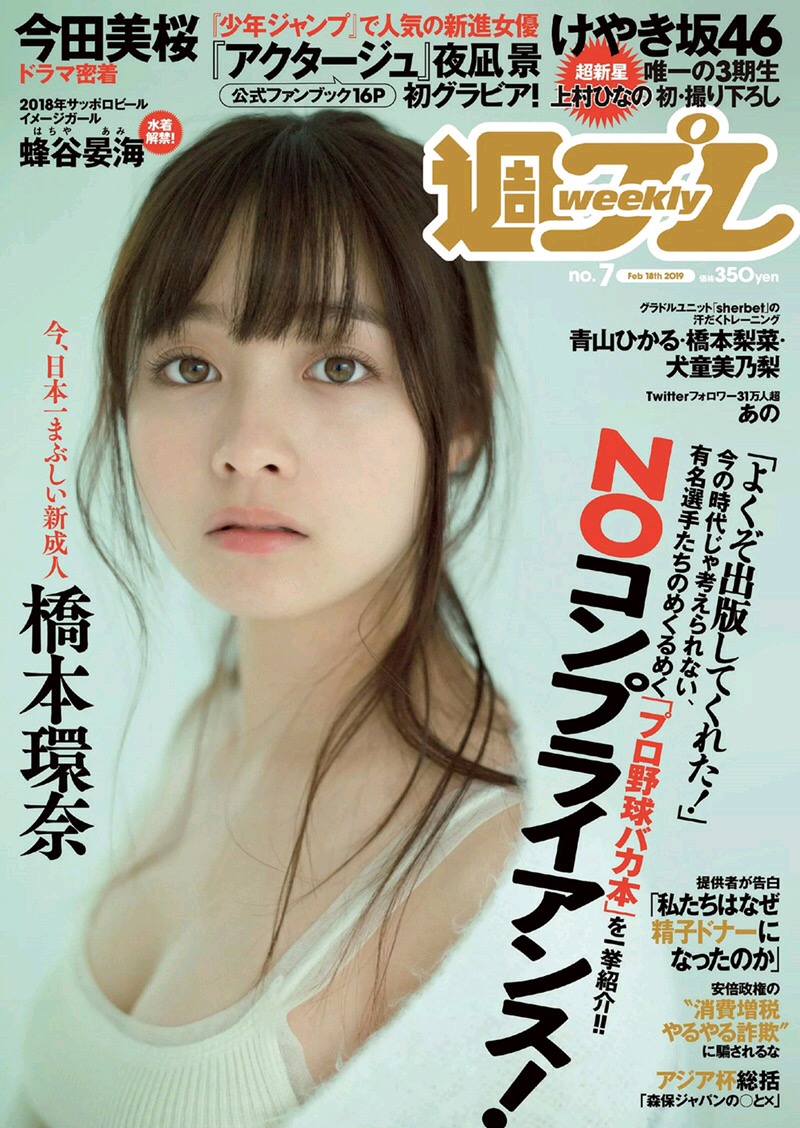 今田美桜
ドラマ密着
2018年サッポロビール
イメージガール
はちや あみ
蜂谷晏海
水着
解禁!
『少年ジャンプ』で人気の新進女優
『アクタージュ』夜凪景
公式ファンブック16P
初グラビア!
けやき坂46
超新星
唯一の3期生
上村ひなの初・撮り下ろし
週プレ
weekly
no.7 Feb 18th 2019 価格350yen
グラドルユニット「sherbet」の
汗だくトレーニング
青山ひかる・橋本梨菜・
犬童美乃梨
Twitterフォロワー31万人超
あの
今、日本一まぶしい新成人
橋本環奈
「よくぞ出版してくれた!」
今の時代じゃ考えられない、
有名選手たちのめくるめく
「プロ野球バカ本」を一挙紹介!!
NOコンプライアンス!
提供者が告白
「私たちはなぜ
精子ドナーに
なったのか」
安倍政権の
“消費増税
やるやる詐欺”
に騙されるな
アジア杯総括
「森保ジャパンの○と×」